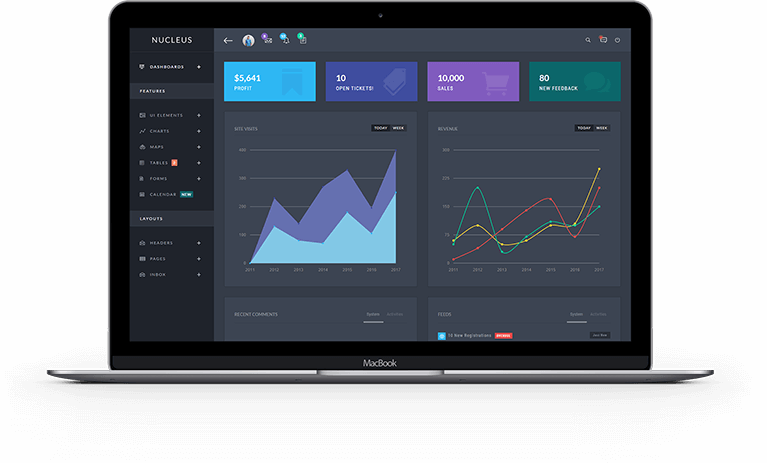 NUCLEUS
DASHBOARDS +
FEATURES
UI ELEMENTS +
CHARTS +
MAPS +
TABLES +
FORMS +
CALENDAR NEW
LAYOUTS
HEADERS +
PAGES +
INBOX +
$5,641
PROFIT
10
OPEN TICKETS!
10,000
SALES
80
NEW FEEDBACK
SITE VISITS TODAY WEEK
400
300
200
100
0
2011 2012 2013 2014 2015 2016 2017
REVENUE TODAY WEEK
300
225
150
75
0
2011 2012 2013 2014 2015 2016 2017
RECENT COMMENTS System Activities
FEEDS System Activities
10 New Registrations
Just Now
MacBook